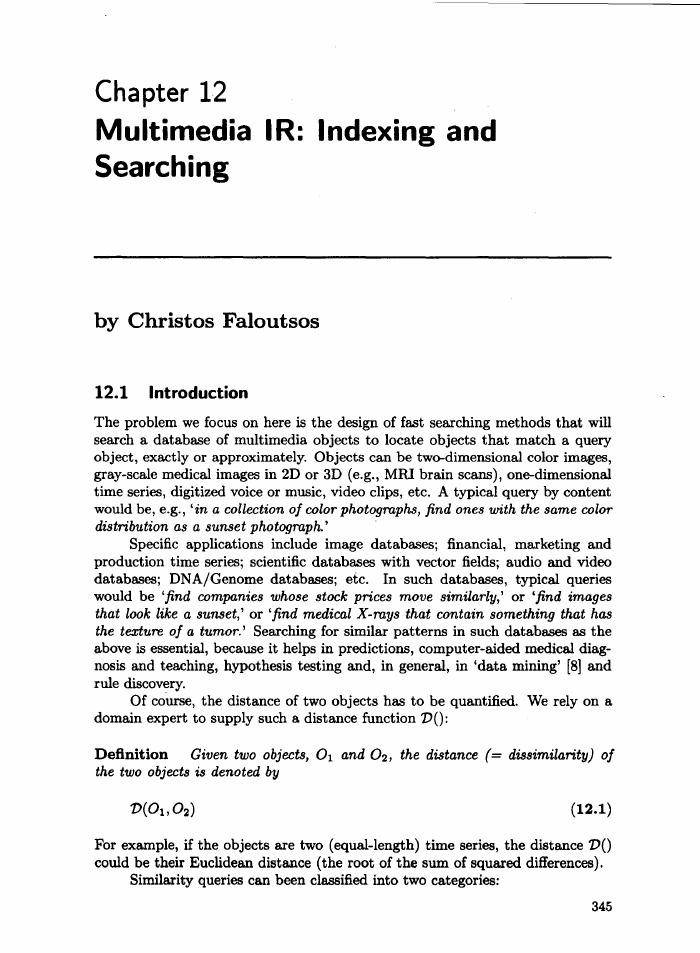 Chapter 12
Multimedia IR: Indexing and
Searching
by Christos Faloutsos
12.1 Introduction
The problem we focus on here is the design of fast searching methods that will
search a database of multimedia objects to locate objects that match a query
object, exactly or approximately. Objects can be two-dimensional color images,
gray-scale medical images in 2D or 3D (e.g., MRI brain scans), one-dimensional
time series, digitized voice or music, video clips, etc. A typical query by content
would be, e.g., ‘in a collection of color photographs, find ones with the same color
distribution as a sunset photograph.’
Specific applications include image databases; financial, marketing and
production time series; scientific databases with vector fields; audio and video
databases; DNA/Genome databases; etc. In such databases, typical queries
would be ‘find companies whose stock prices move similarly,’ or ‘find images
that look like a sunset,’ or ‘find medical X-rays that contain something that has
the texture of a tumor.’ Searching for similar patterns in such databases as the
above is essential, because it helps in predictions, computer-aided medical diag-
nosis and teaching, hypothesis testing and, in general, in ‘data mining’ [8] and
rule discovery.
Of course, the distance of two objects has to be quantified. We rely on a
domain expert to supply such a distance function D():
Definition Given two objects, O₁ and O₂, the distance (= dissimilarity) of
the two objects is denoted by
D(O₁, O₂) (12.1)
For example, if the objects are two (equal-length) time series, the distance D()
could be their Euclidean distance (the root of the sum of squared differences).
Similarity queries can been classified into two categories:
345